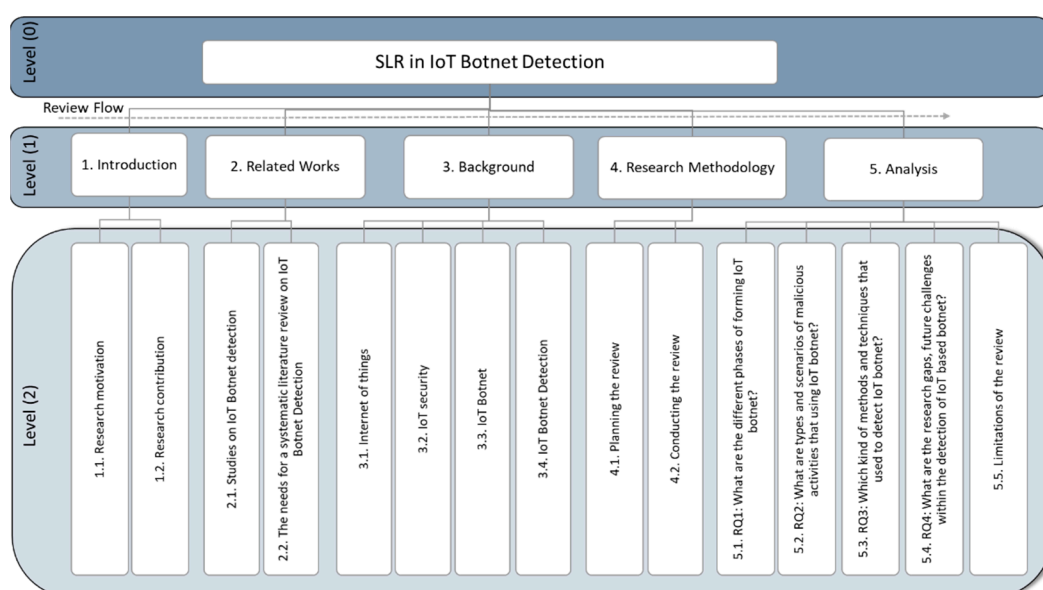 Level (0)
SLR in IoT Botnet Detection
Review Flow
Level (1)
1. Introduction
2. Related Works
3. Background
4. Research Methodology
5. Analysis
Level (2)
1.1. Research motivation
1.2. Research contribution
2.1. Studies on IoT Botnet detection
2.2. The needs for a systematic literature review on IoT
Botnet Detection
3.1. Internet of things
3.2. IoT security
3.3. IoT Botnet
3.4. IoT Botnet Detection
4.1. Planning the review
4.2. Conducting the review
5.1. RQ1: What are the different phases of forming IoT
botnet?
5.2. RQ2: What are types and scenarios of malicious
activities that using IoT botnet?
5.3. RQ3: Which kind of methods and techniques that
used to detect IoT botnet?
5.4. RQ4: What are the research gaps, future challenges
within the detection of IoT based botnet?
5.5. Limitations of the review